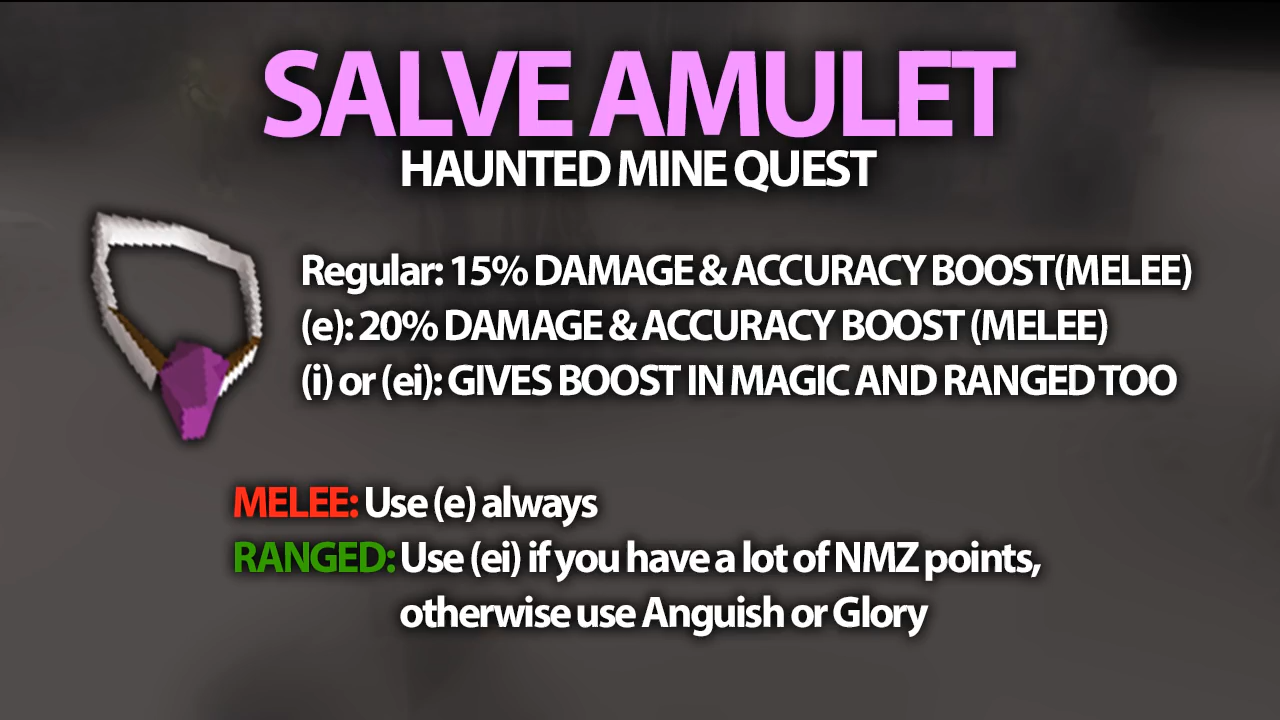 SALVE AMULET
HAUNTED MINE QUEST
Regular: 15% DAMAGE & ACCURACY BOOST(MELEE)
(e): 20% DAMAGE & ACCURACY BOOST (MELEE)
(i) or (ei): GIVES BOOST IN MAGIC AND RANGED TOO
MELEE: Use (e) always
RANGED: Use (ei) if you have a lot of NMZ points,
otherwise use Anguish or Glory